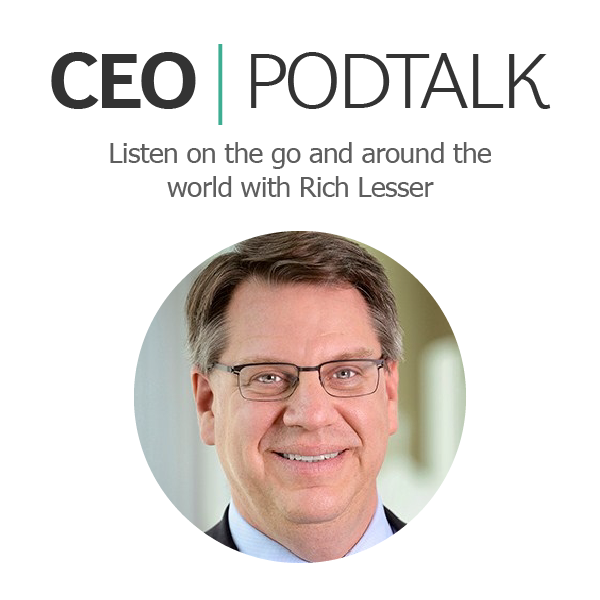 CEO | PODTALK
Listen on the go and around the
world with Rich Lesser